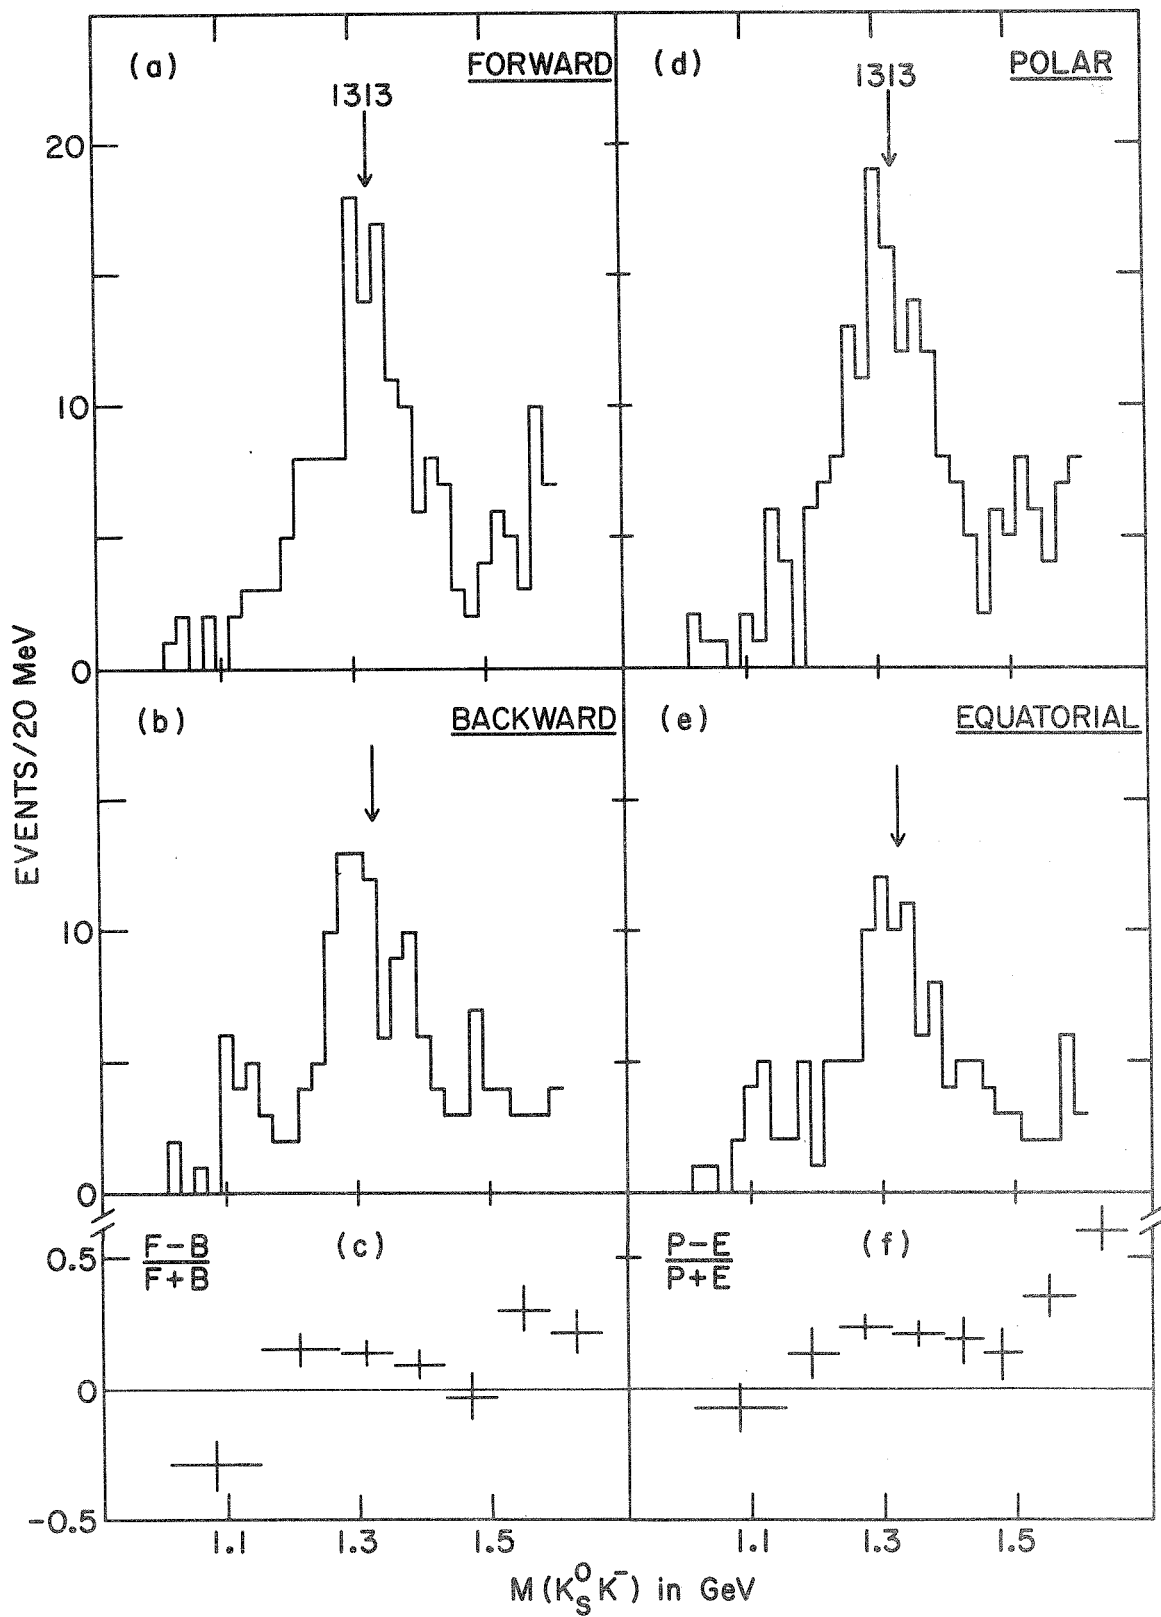 (a) FORWARD
1313
20
10
0
(d) POLAR
1313
EVENTS/20 MeV
(b) BACKWARD
10
0
(e) EQUATORIAL
F-B
F+B
(c)
0.5
0
-0.5
P-E
P+E
(f)
1.1 1.3 1.5
1.1 1.3 1.5
M(K⁰SK⁻) in GeV